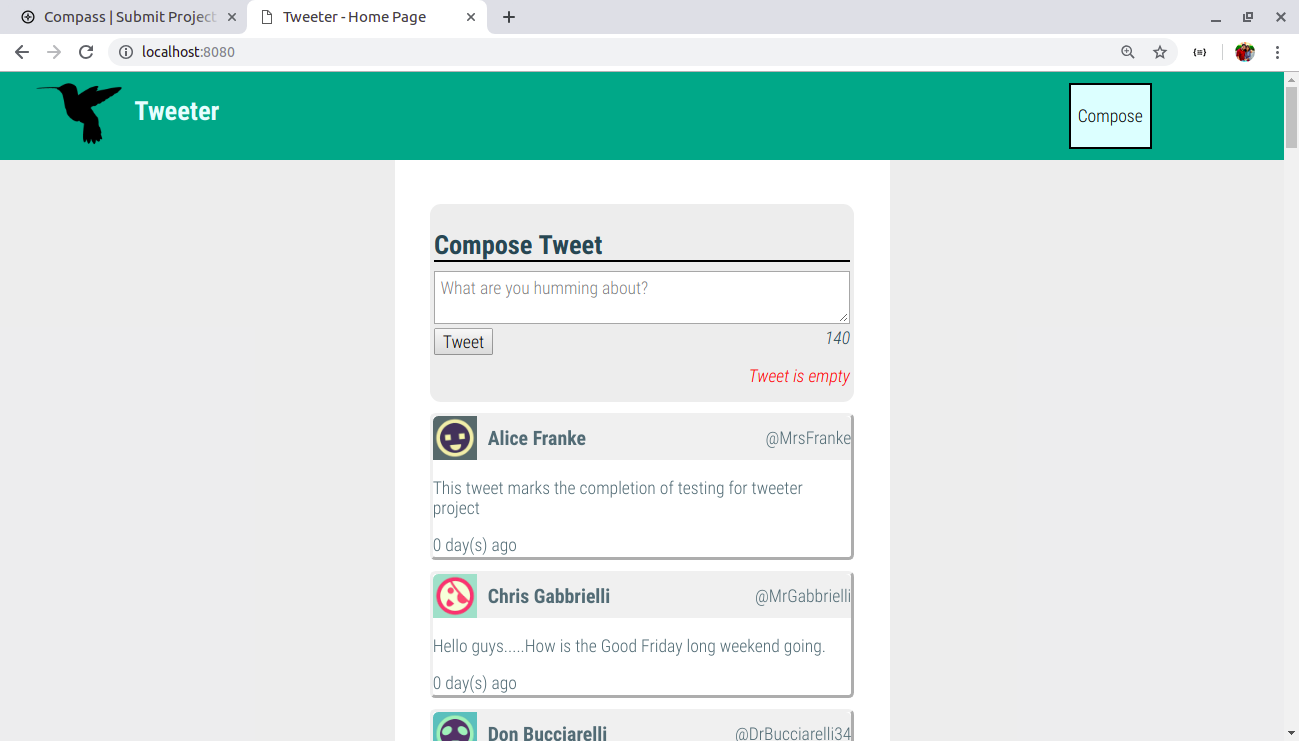 Compass | Submit Project
Tweeter - Home Page
localhost:8080
Tweeter
Compose
Compose Tweet
What are you humming about?
Tweet
140
Tweet is empty
Alice Franke
@MrsFranke
This tweet marks the completion of testing for tweeter
project
0 day(s) ago
Chris Gabbrielli
@MrGabbrielli
Hello guys.....How is the Good Friday long weekend going.
0 day(s) ago
Don Bucciarelli
@DrBucciarelli34